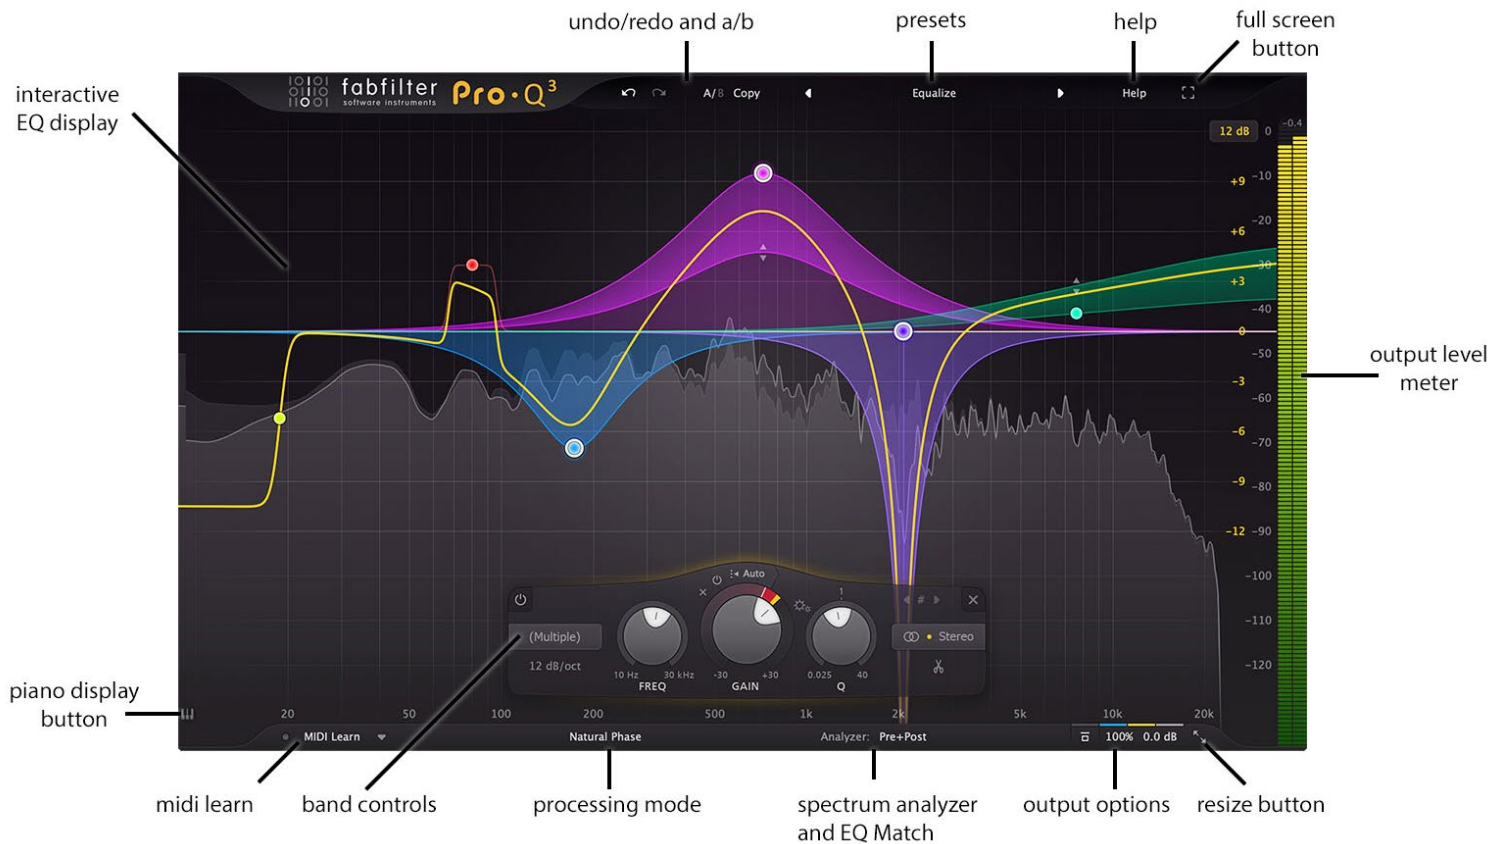 undo/redo and a/b
presets
help
full screen
button
interactive
EQ display
fabfilter
software instruments
Pro·Q3
A/B Copy
Equalize
Help
12 dB
0
-0.4
+9
-10
-20
+6
-30
+3
-40
0
-50
-3
-60
-6
-70
-9
-80
-12
-90
-100
-110
-120
output level
meter
Auto
1
#
(Multiple)
12 dB/oct
10 Hz
30 kHz
FREQ
-30
+30
GAIN
0.025
40
Q
Stereo
piano display
button
20
50
100
200
500
1k
2k
5k
10k
20k
MIDI Learn
Natural Phase
Analyzer: Pre+Post
100%
0.0 dB
midi learn
band controls
processing mode
spectrum analyzer
and EQ Match
output options
resize button